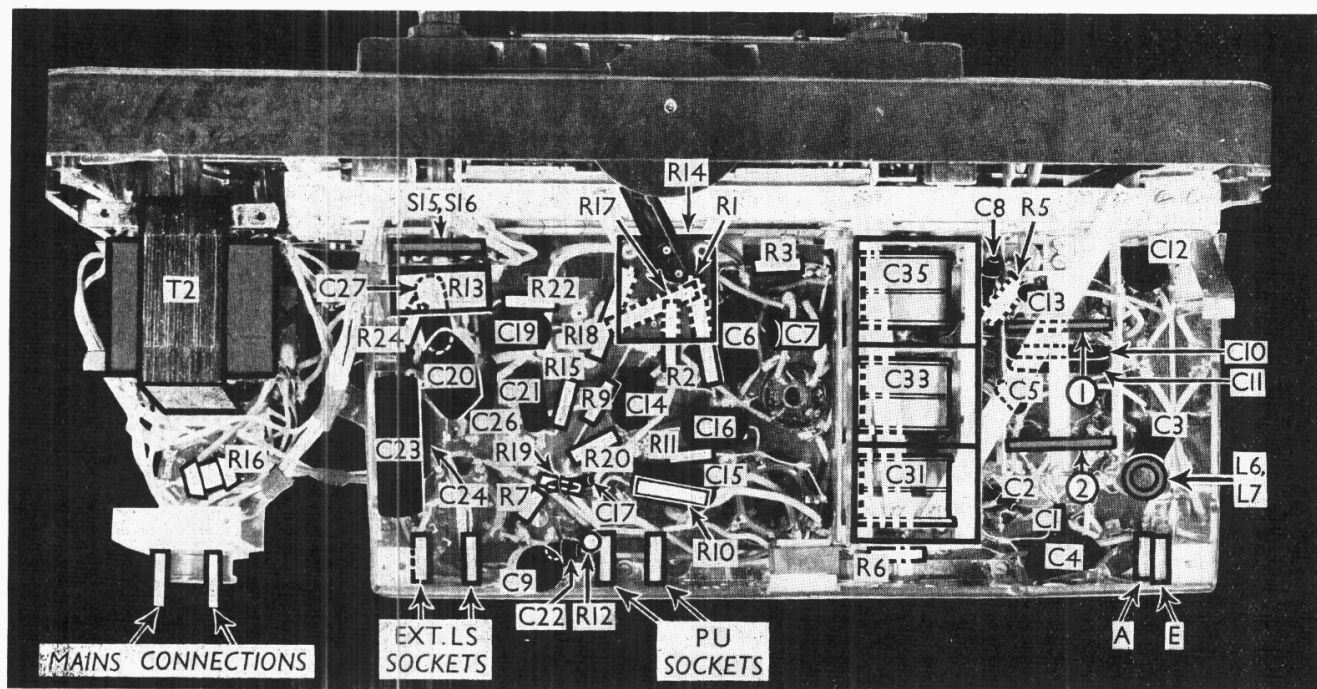 R14
S15,S16
R17
R1
C8
R5
R3
C12
T2
C27
R13
R22
C35
C13
R24
C19
R18
C6
C7
C10
C20
R15
R2
C33
C5
C11
1
C21
R9
C14
C26
C16
C3
R16
C23
R19
R20
R11
C15
C31
L6,
L7
C24
R7
C17
C2
2
C1
R10
C9
R6
C4
C22
R12
MAINS CONNECTIONS
EXT. LS
SOCKETS
PU
SOCKETS
A
E